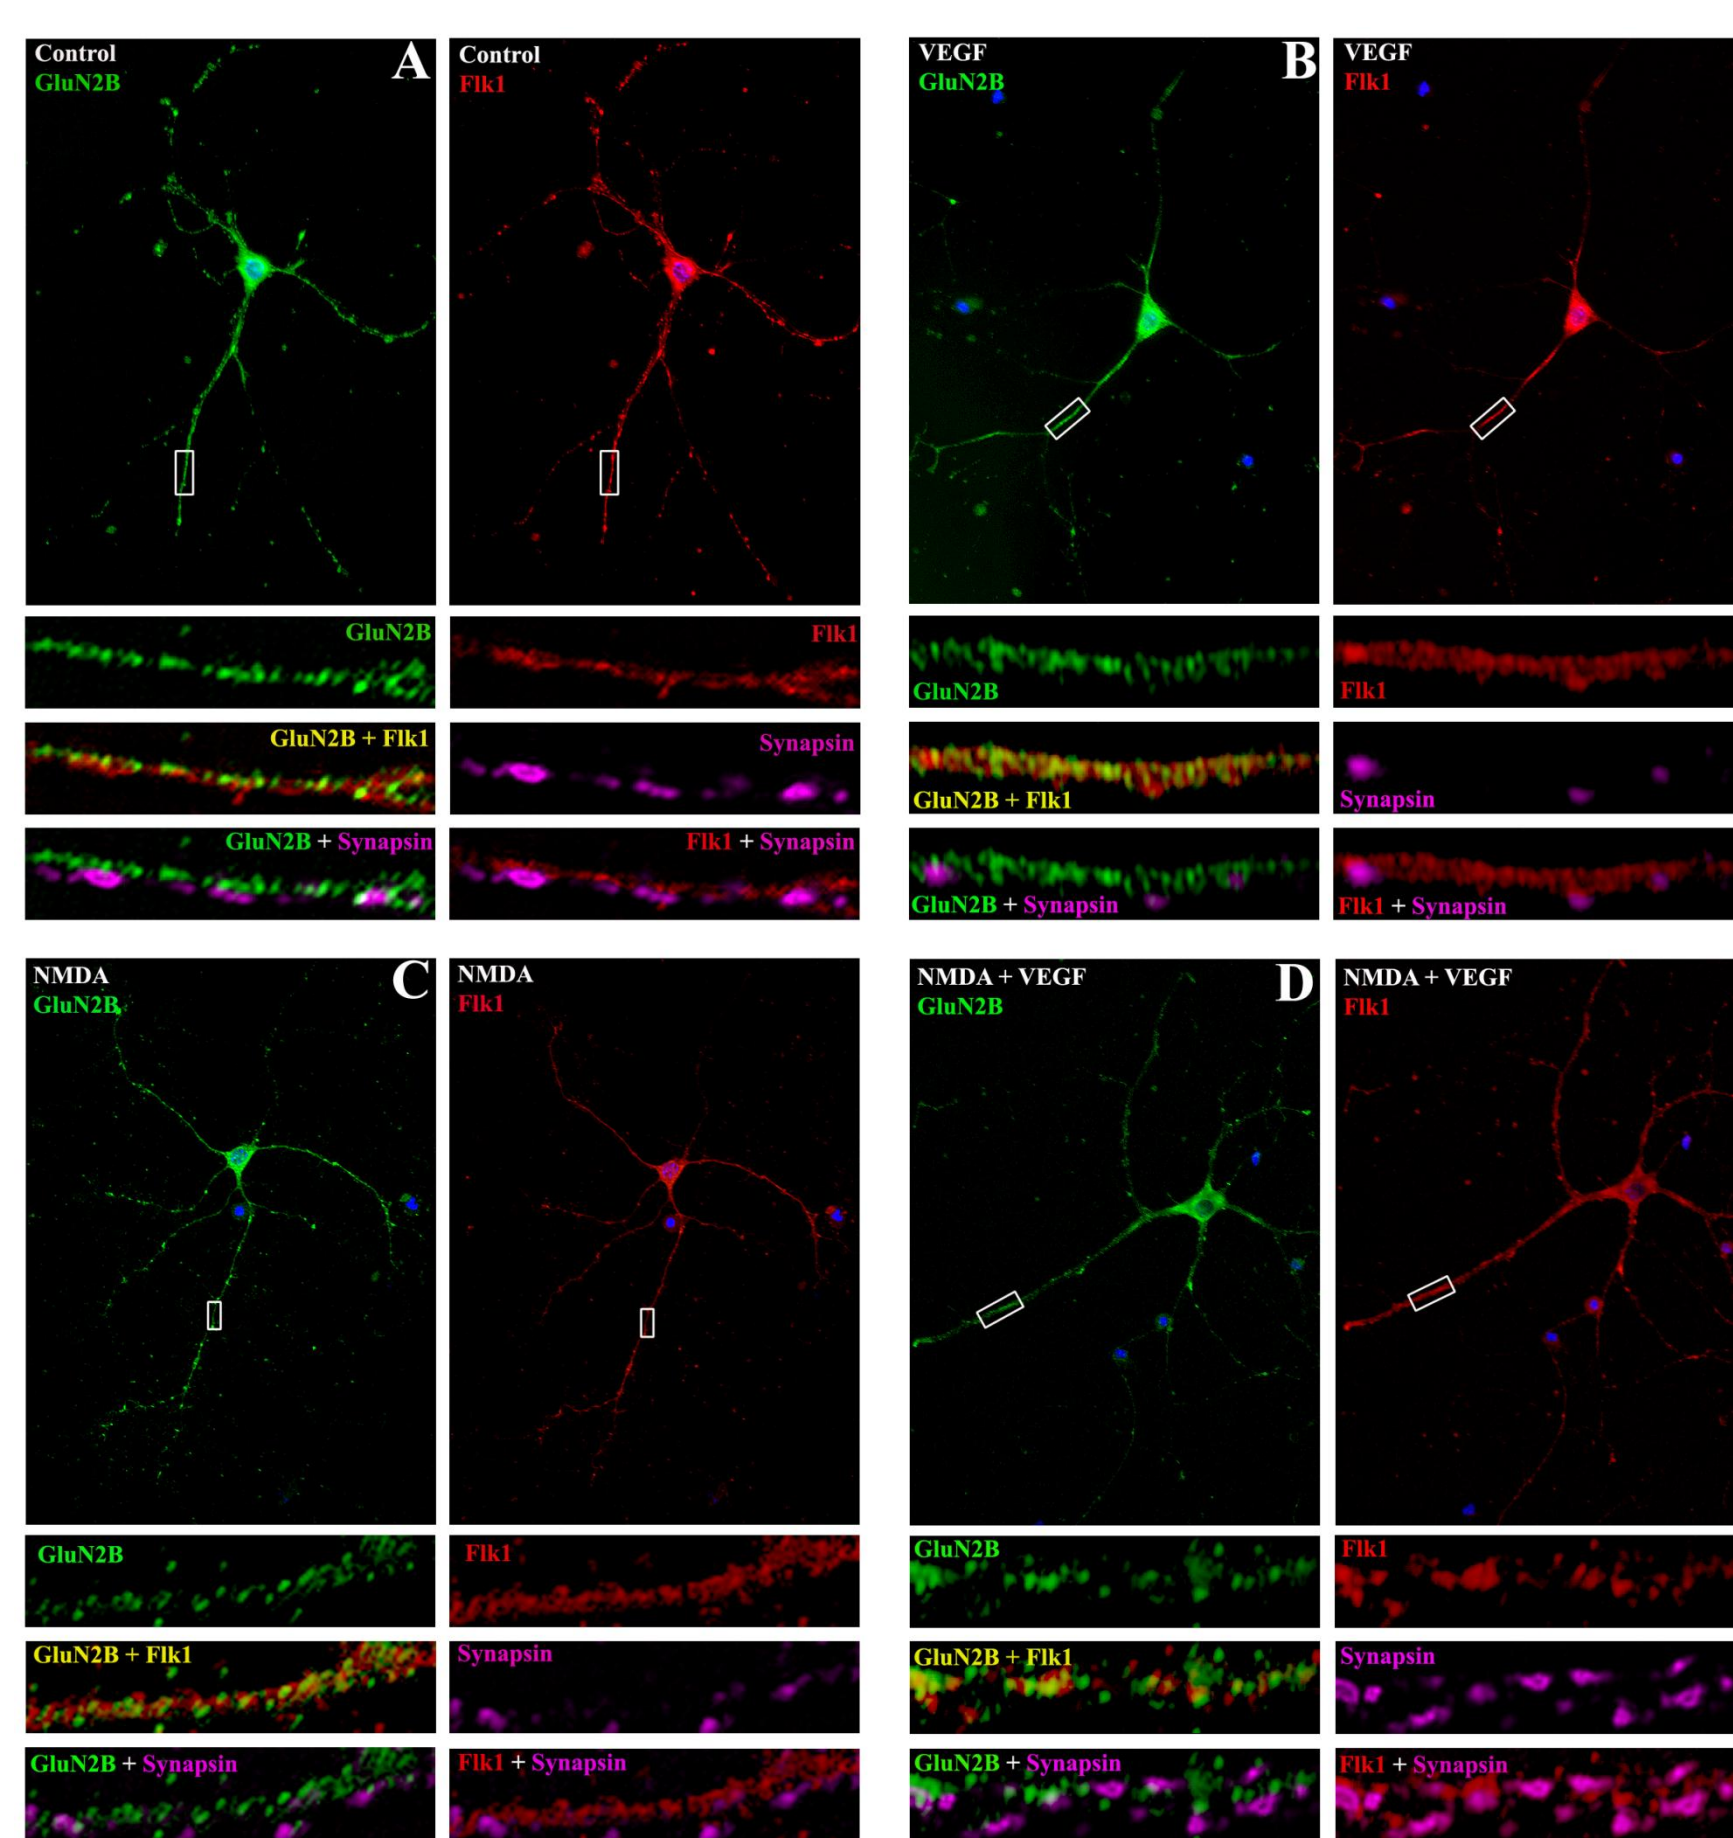 Control
GluN2B
A
Control
Flk1
GluN2B
Flk1
GluN2B + Flk1
Synapsin
GluN2B + Synapsin
Flk1 + Synapsin
VEGF
GluN2B
B
VEGF
Flk1
GluN2B
Flk1
GluN2B + Flk1
Synapsin
GluN2B + Synapsin
Flk1 + Synapsin
NMDA
GluN2B
C
NMDA
Flk1
GluN2B
Flk1
GluN2B + Flk1
Synapsin
GluN2B + Synapsin
Flk1 + Synapsin
NMDA + VEGF
GluN2B
D
NMDA + VEGF
Flk1
GluN2B
Flk1
GluN2B + Flk1
Synapsin
GluN2B + Synapsin
Flk1 + Synapsin